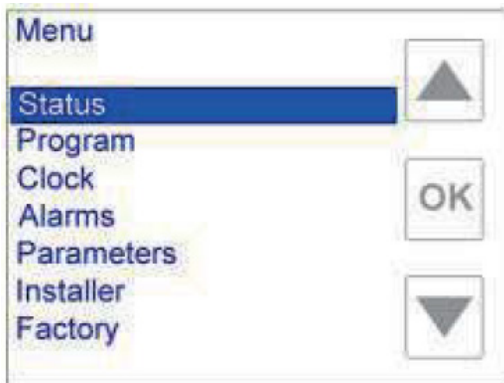 Menu
Status
Program
Clock
Alarms
Parameters
Installer
Factory
OK